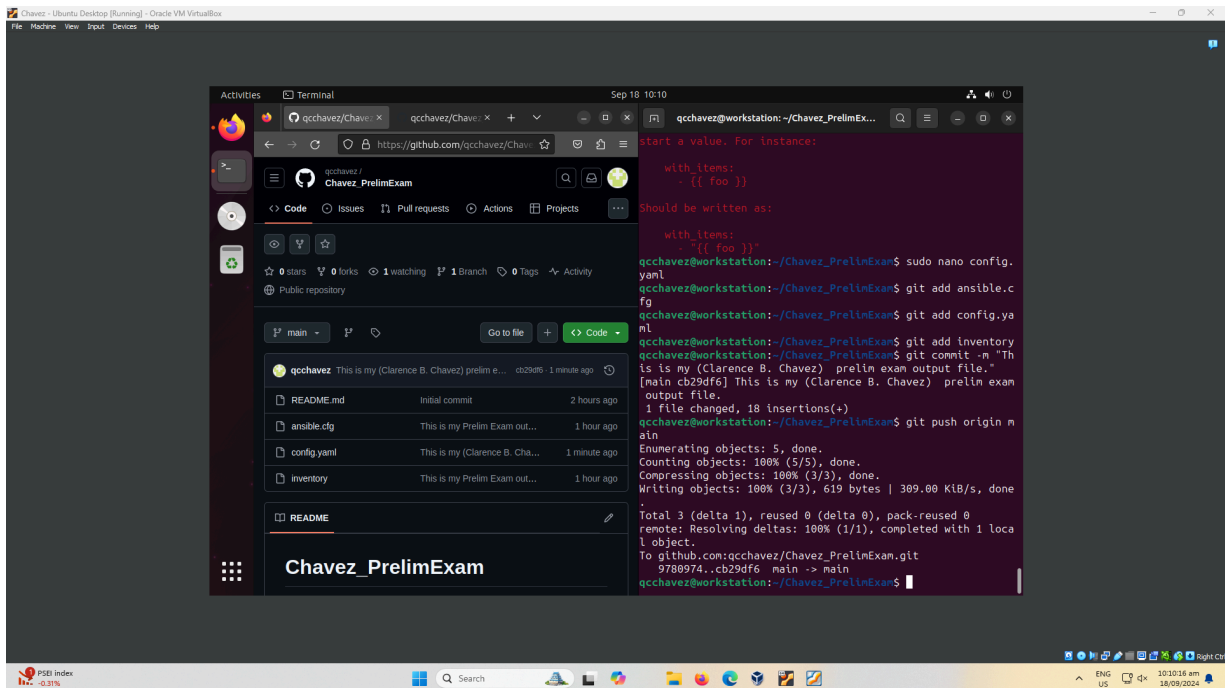 Chavez - Ubuntu Desktop [Running] - Oracle VM VirtualBox
File Machine View Input Devices Help
Activities Terminal Sep 18 10:10
qcchavez/Chavez qcchavez/Chavez
https://github.com/qcchavez/Chave
qcchavez /
Chavez_PrelimExam
Code Issues Pull requests Actions Projects
0 stars 0 forks 1 watching 1 Branch 0 Tags Activity
Public repository
main Go to file Code
qcchavez This is my (Clarence B. Chavez) prelim e... cb29df6 · 1 minute ago
README.md Initial commit 2 hours ago
ansible.cfg This is my Prelim Exam out... 1 hour ago
config.yaml This is my (Clarence B. Cha... 1 minute ago
inventory This is my Prelim Exam out... 1 hour ago
README
Chavez_PrelimExam
qcchavez@workstation: ~/Chavez_PrelimEx...
start a value. For instance:
with_items:
- {{ foo }}
Should be written as:
with_items:
- "{{ foo }}"
qcchavez@workstation:~/Chavez_PrelimExam$ sudo nano config.
yaml
qcchavez@workstation:~/Chavez_PrelimExam$ git add ansible.c
fg
qcchavez@workstation:~/Chavez_PrelimExam$ git add config.ya
ml
qcchavez@workstation:~/Chavez_PrelimExam$ git add inventory
qcchavez@workstation:~/Chavez_PrelimExam$ git commit -m "Th
is is my (Clarence B. Chavez)  prelim exam output file."
[main cb29df6] This is my (Clarence B. Chavez)  prelim exam
output file.
1 file changed, 18 insertions(+)
qcchavez@workstation:~/Chavez_PrelimExam$ git push origin m
ain
Enumerating objects: 5, done.
Counting objects: 100% (5/5), done.
Compressing objects: 100% (3/3), done.
Writing objects: 100% (3/3), 619 bytes | 309.00 KiB/s, done
.
Total 3 (delta 1), reused 0 (delta 0), pack-reused 0
remote: Resolving deltas: 100% (1/1), completed with 1 loca
l object.
To github.com:qcchavez/Chavez_PrelimExam.git
9780974..cb29df6  main -> main
qcchavez@workstation:~/Chavez_PrelimExam$
Right Ctrl
PSEI index
-0.31%
Search
ENG
US
10:10:16 am
18/09/2024